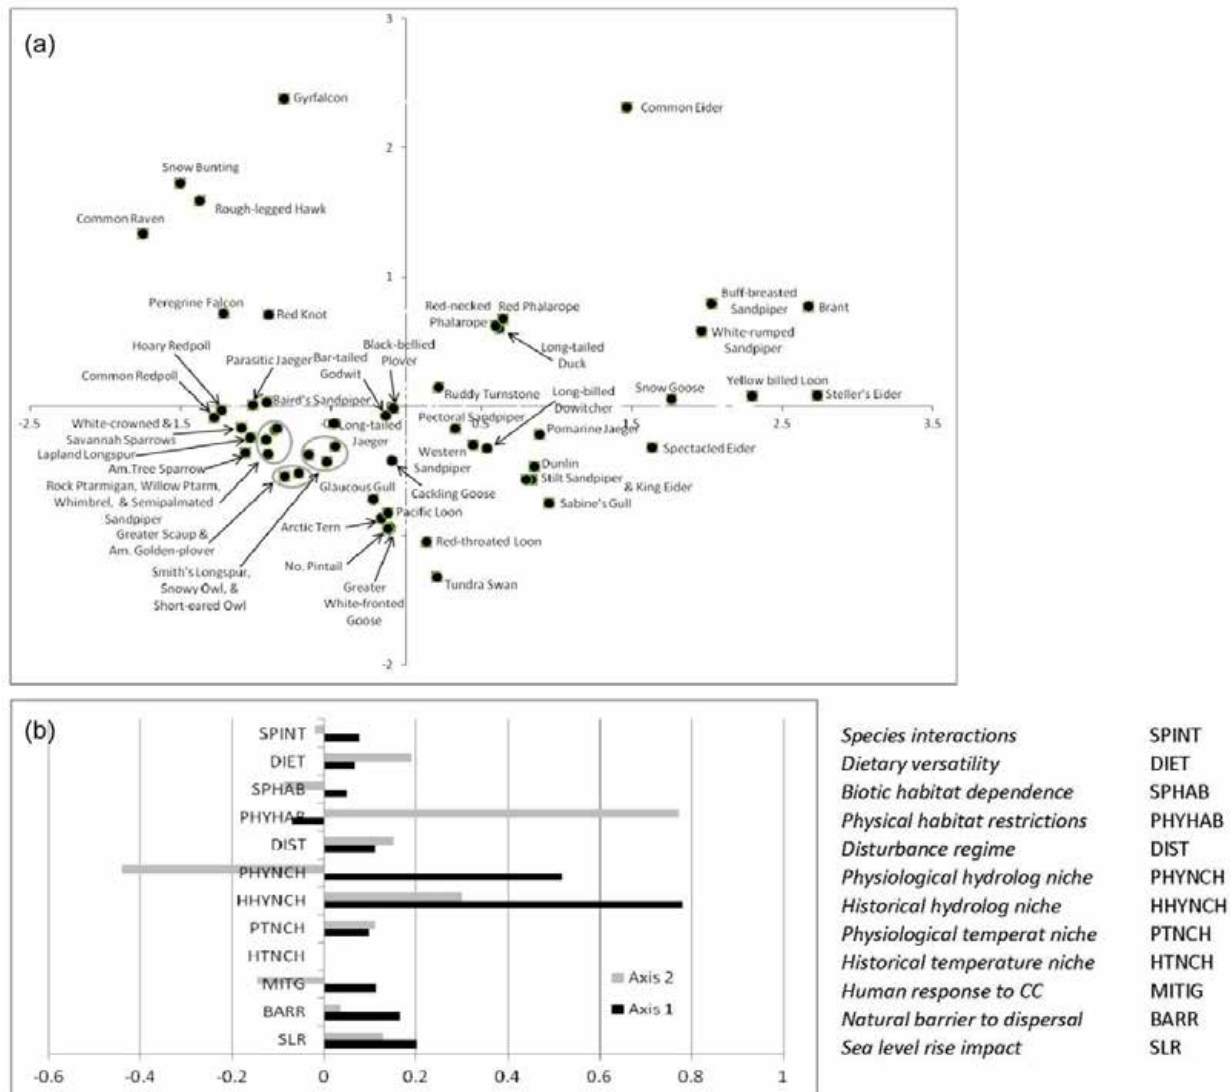 (a)
3
Gyrfalcon
Common Eider
2
Snow Bunting
Rough-legged Hawk
Common Raven
1
Buff-breasted
Sandpiper
Brant
Peregrine Falcon
Red Knot
Red-necked
Phalarope
Red Phalarope
White-rumped
Sandpiper
Hoary Redpoll
Parasitic Jaeger
Bar-tailed
Godwit
Black-bellied
Plover
Long-tailed
Duck
Common Redpoll
Baird's Sandpiper
Ruddy Turnstone
Long-billed
Dowitcher
Snow Goose
Yellow billed Loon
Steller's Eider
-2.5
-1.5
0.5
1.5
2.5
3.5
White-crowned &
Savannah Sparrows
Long-tailed
Jaeger
Pectoral Sandpiper
Pomarine Jaeger
Lapland Longspur
Western
Sandpiper
Spectacled Eider
Am.Tree Sparrow
Dunlin
Rock Ptarmigan, Willow Ptarm,
Whimbrel, & Semipalmated
Sandpiper
Glaucous Gull
Cackling Goose
Stilt Sandpiper
& King Eider
Sabine's Gull
Greater Scaup &
Am. Golden-plover
Arctic Tern
Pacific Loon
Red-throated Loon
Smith's Longspur,
Snowy Owl, &
Short-eared Owl
No. Pintail
Tundra Swan
Greater
White-fronted
Goose
-2
(b)
SPINT
DIET
SPHAB
PHYHAB
DIST
PHYNCH
HHYNCH
PTNCH
HTNCH
MITG
BARR
SLR
Axis 2
Axis 1
-0.6
-0.4
-0.2
0
0.2
0.4
0.6
0.8
1
Species interactions SPINT
Dietary versatility DIET
Biotic habitat dependence SPHAB
Physical habitat restrictions PHYHAB
Disturbance regime DIST
Physiological hydrolog niche PHYNCH
Historical hydrolog niche HHYNCH
Physiological temperat niche PTNCH
Historical temperature niche HTNCH
Human response to CC MITIG
Natural barrier to dispersal BARR
Sea level rise impact SLR